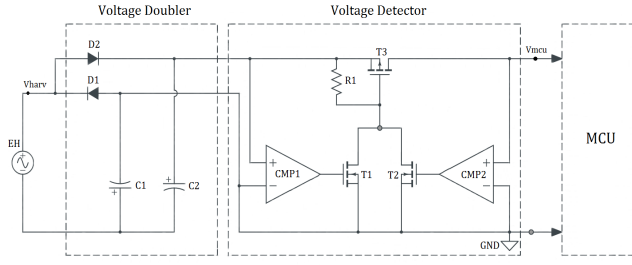 Voltage Doubler
Voltage Detector
D2
T3
Vmcu
Vharv
D1
R1
MCU
EH
+
CMP1
−
T1
T2
+
CMP2
−
C1
+
+
C2
GND